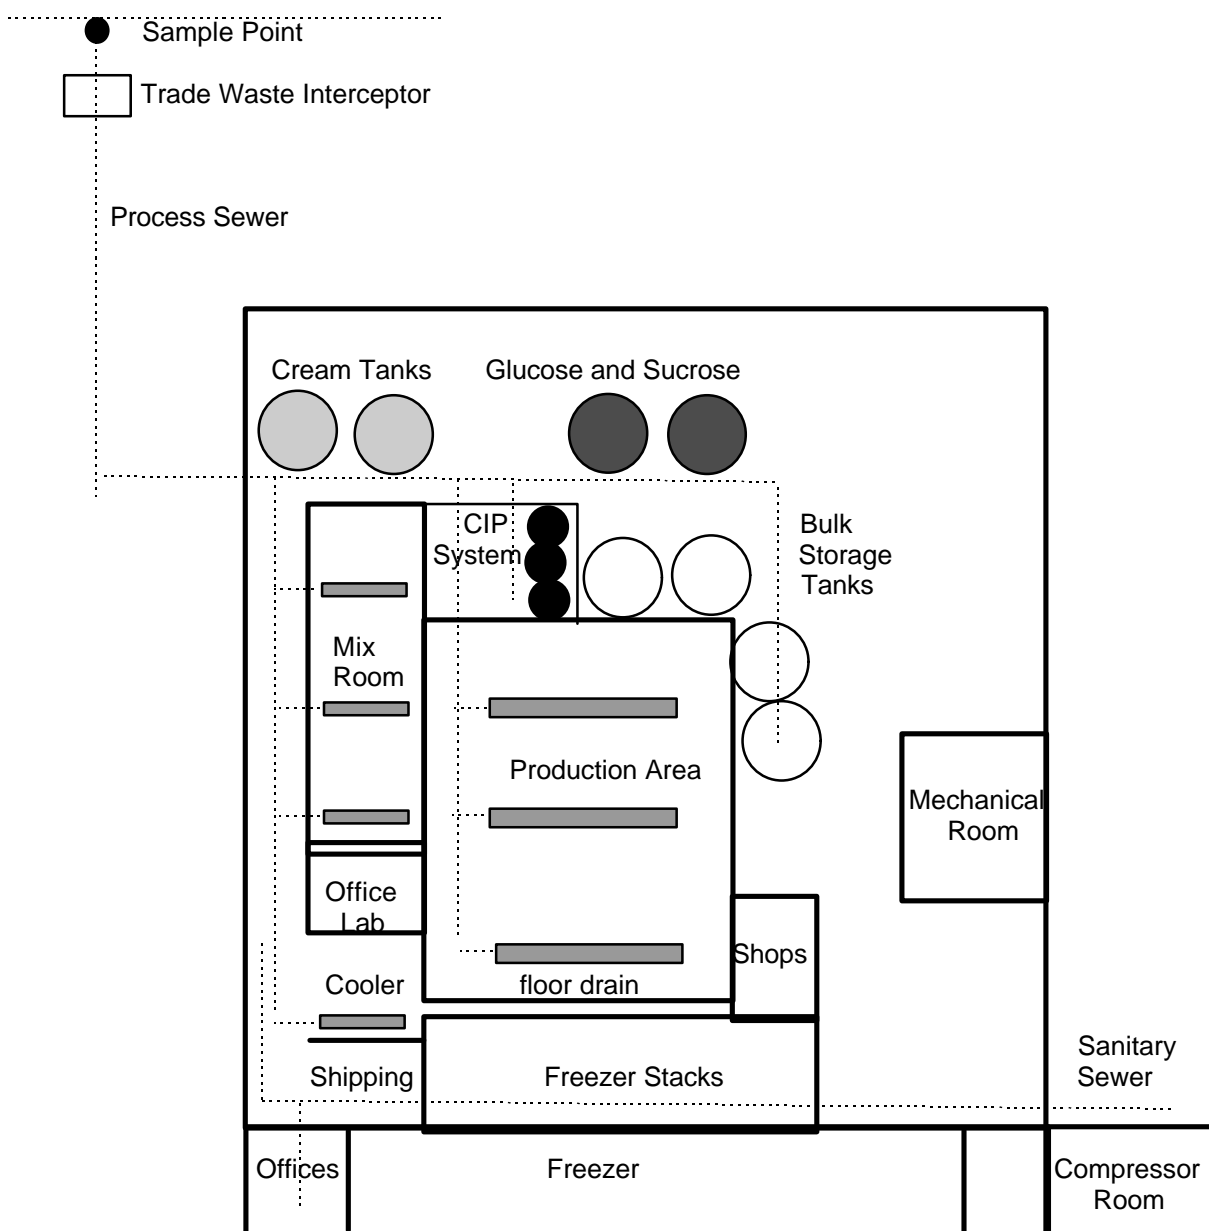 Sample Point
Trade Waste Interceptor
Process Sewer
Cream Tanks
Glucose and Sucrose
CIP
System
Bulk
Storage
Tanks
Mix
Room
Production Area
Mechanical
Room
Office
Lab
Shops
Cooler
floor drain
Sanitary
Sewer
Shipping
Freezer Stacks
Offices
Freezer
Compressor
Room